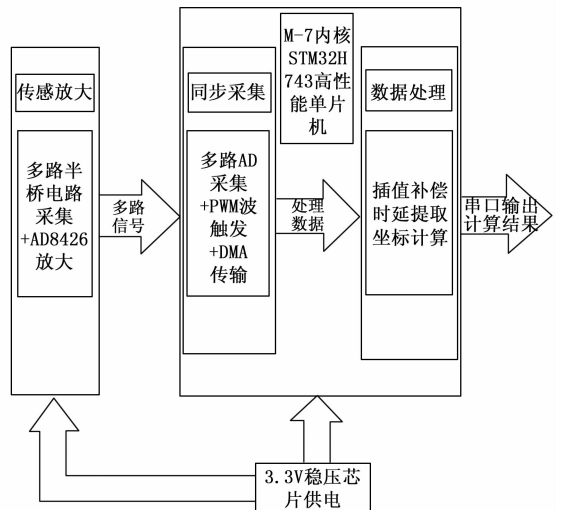 传感放大
多路半
桥电路
采集
+AD8426
放大
多路
信号
同步采集
多路AD
采集
+PWM波
触发
+DMA
传输
M-7内核
STM32H
743高性
能单片
机
处理
数据
数据处理
插值补偿
时延提取
坐标计算
串口输出
计算结果
3.3V稳压芯
片供电